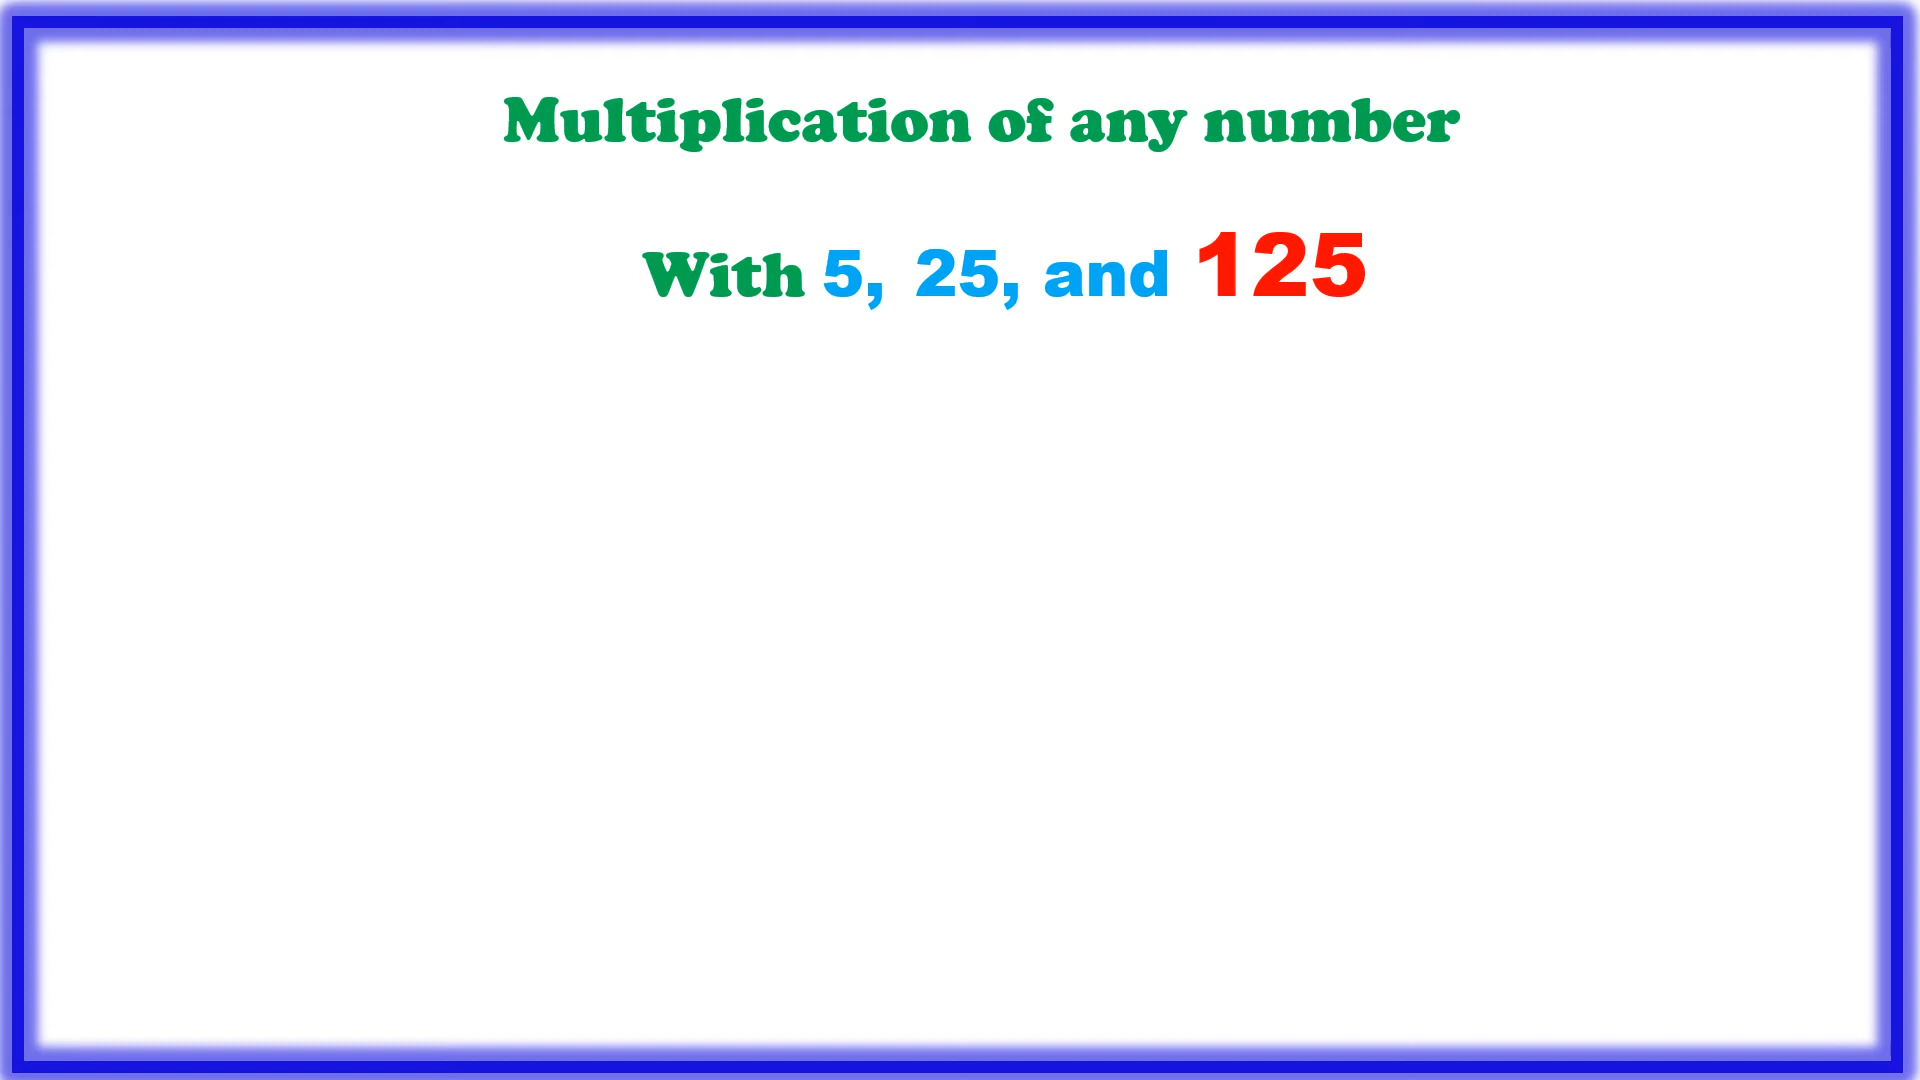 Multiplication of any number
With 5, 25, and 125